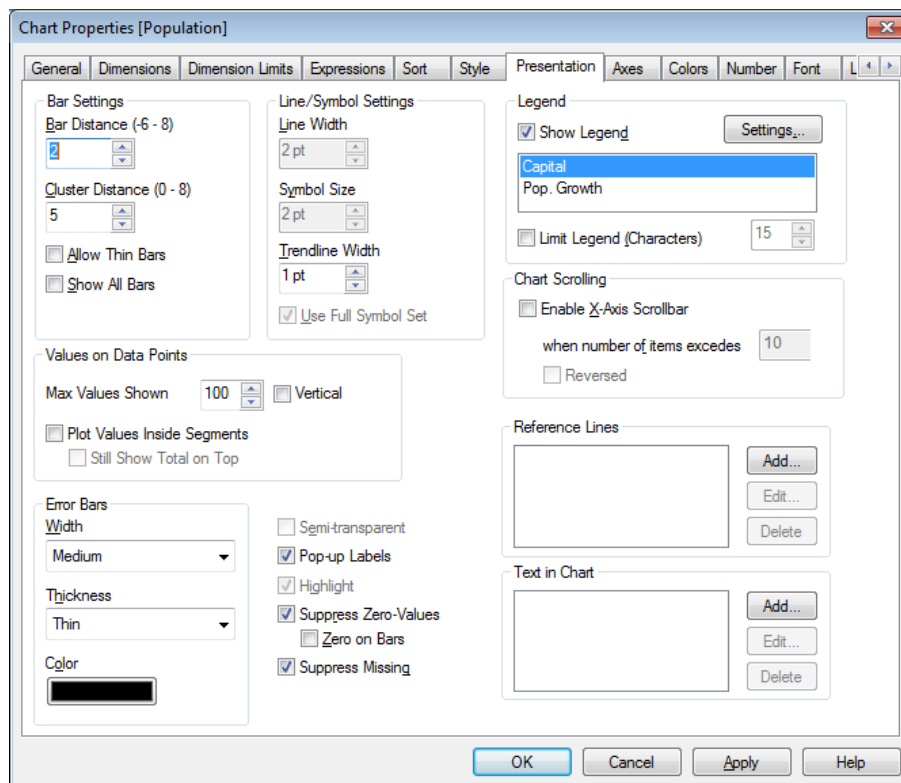 Chart Properties [Population]
General Dimensions Dimension Limits Expressions Sort Style Presentation Axes Colors Number Font L
Bar Settings
Bar Distance (-6 - 8)
2
Cluster Distance (0 - 8)
5
Allow Thin Bars
Show All Bars
Line/Symbol Settings
Line Width
2 pt
Symbol Size
2 pt
Trendline Width
1 pt
Use Full Symbol Set
Legend
Show Legend Settings...
Capital
Pop. Growth
Limit Legend (Characters) 15
Chart Scrolling
Enable X-Axis Scrollbar
when number of items excedes 10
Reversed
Values on Data Points
Max Values Shown 100 Vertical
Plot Values Inside Segments
Still Show Total on Top
Reference Lines
Add...
Edit...
Delete
Error Bars
Width
Medium
Thickness
Thin
Color
Semi-transparent
Pop-up Labels
Highlight
Suppress Zero-Values
Zero on Bars
Suppress Missing
Text in Chart
Add...
Edit...
Delete
OK Cancel Apply Help